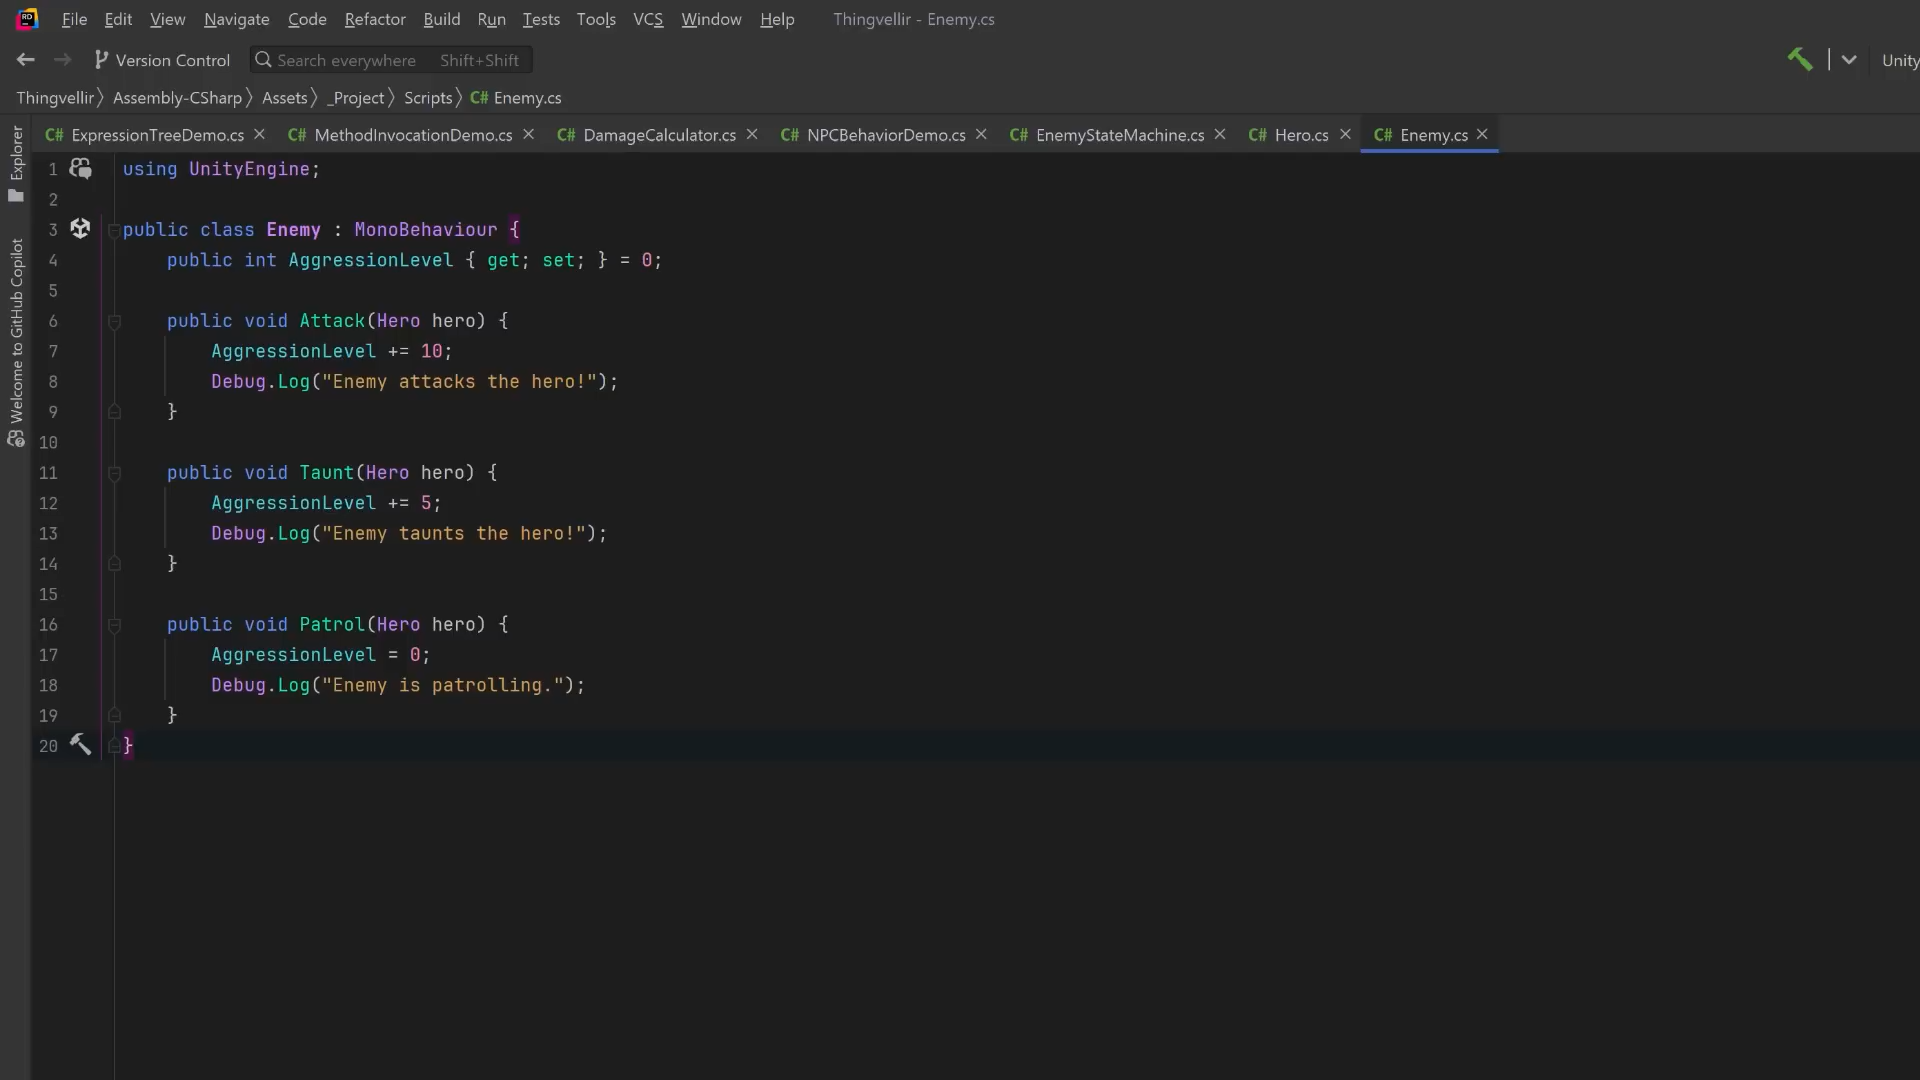 File Edit View Navigate Code Refactor Build Run Tests Tools VCS Window Help Thingvellir - Enemy.cs
Version Control Search everywhere Shift+Shift Unity
Thingvellir Assembly-CSharp Assets _Project Scripts C# Enemy.cs
C# ExpressionTreeDemo.cs C# MethodInvocationDemo.cs C# DamageCalculator.cs C# NPCBehaviorDemo.cs C# EnemyStateMachine.cs C# Hero.cs C# Enemy.cs
Explorer
Welcome to GitHub Copilot
1 using UnityEngine;
2
3 public class Enemy : MonoBehaviour {
4 public int AggressionLevel { get; set; } = 0;
5
6 public void Attack(Hero hero) {
7 AggressionLevel += 10;
8 Debug.Log("Enemy attacks the hero!");
9 }
10
11 public void Taunt(Hero hero) {
12 AggressionLevel += 5;
13 Debug.Log("Enemy taunts the hero!");
14 }
15
16 public void Patrol(Hero hero) {
17 AggressionLevel = 0;
18 Debug.Log("Enemy is patrolling.");
19 }
20 }